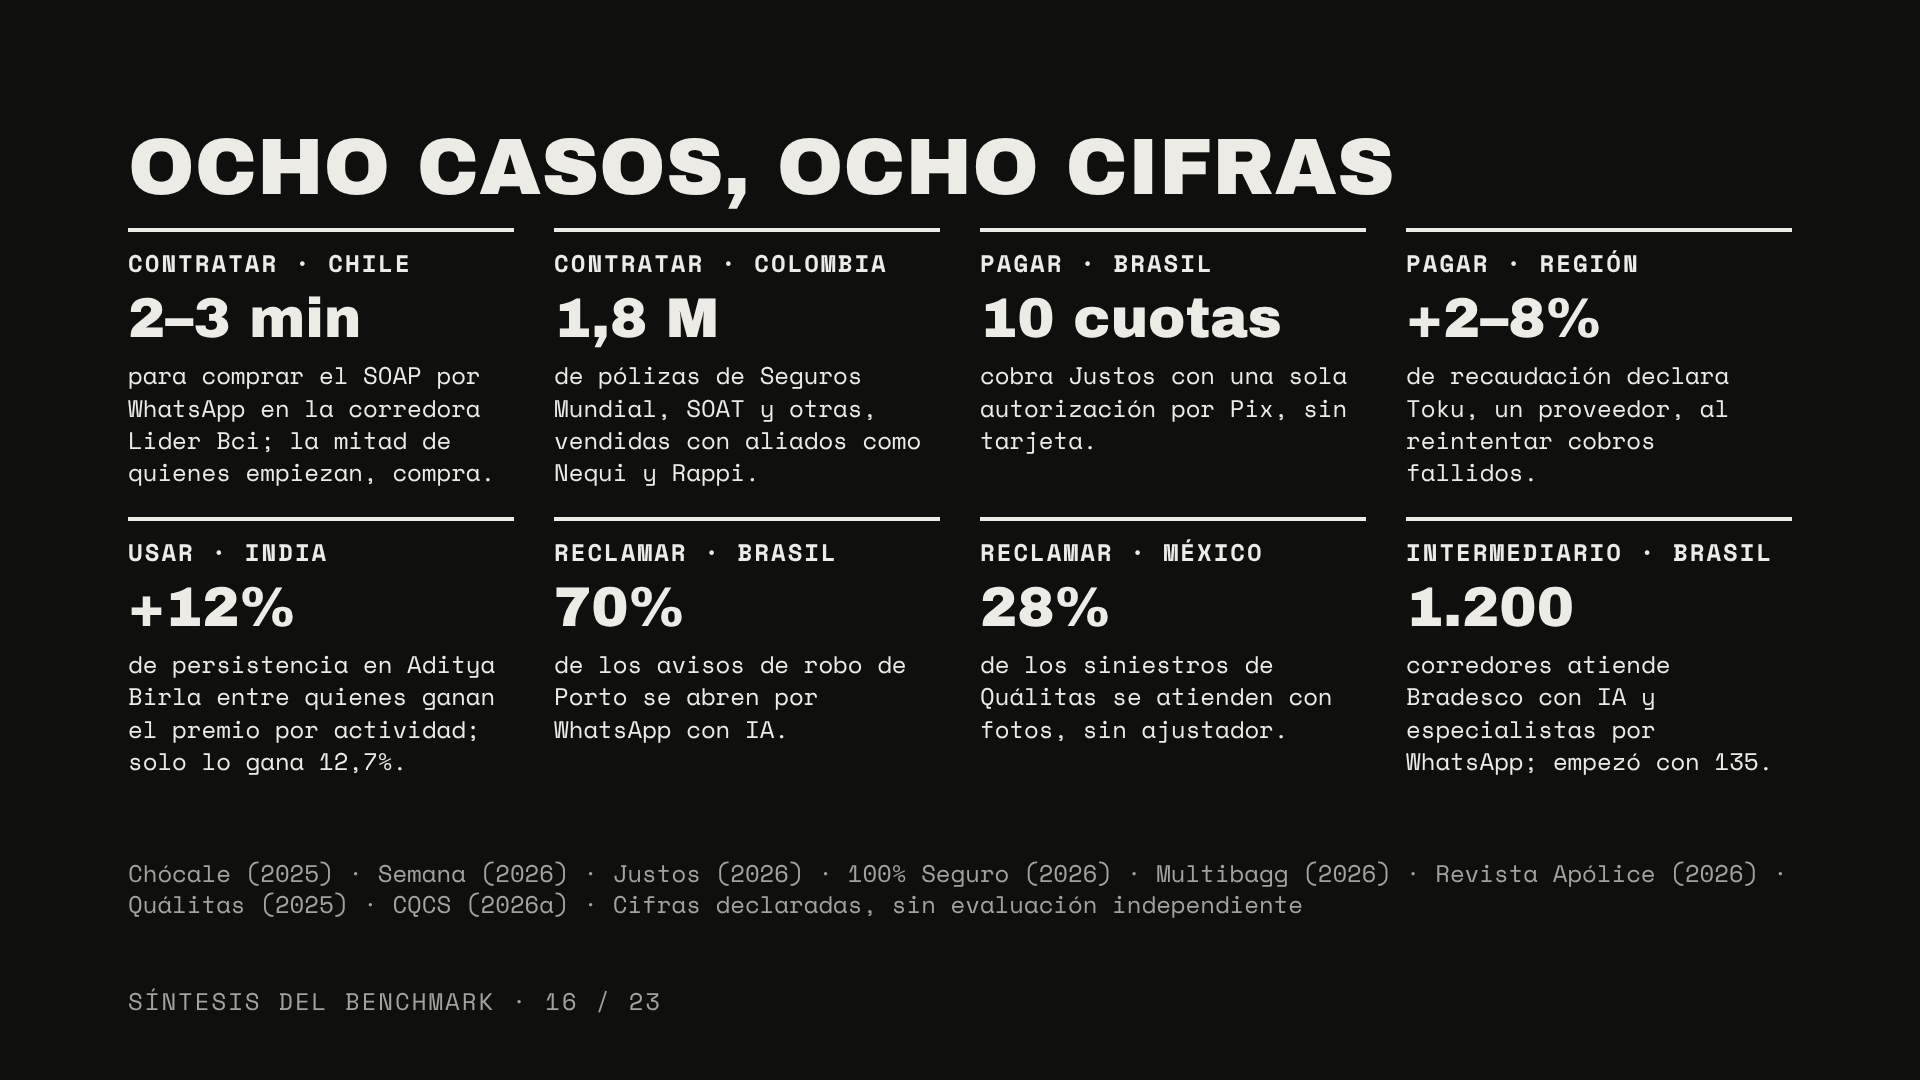 OCHO CASOS, OCHO CIFRAS
CONTRATAR · CHILE
2–3 min
para comprar el SOAP por
WhatsApp en la corredora
Lider Bci; la mitad de
quienes empiezan, compra.
CONTRATAR · COLOMBIA
1,8 M
de pólizas de Seguros
Mundial, SOAT y otras,
vendidas con aliados como
Nequi y Rappi.
PAGAR · BRASIL
10 cuotas
cobra Justos con una sola
autorización por Pix, sin
tarjeta.
PAGAR · REGIÓN
+2–8%
de recaudación declara
Toku, un proveedor, al
reintentar cobros
fallidos.
USAR · INDIA
+12%
de persistencia en Aditya
Birla entre quienes ganan
el premio por actividad;
solo lo gana 12,7%.
RECLAMAR · BRASIL
70%
de los avisos de robo de
Porto se abren por
WhatsApp con IA.
RECLAMAR · MÉXICO
28%
de los siniestros de
Quálitas se atienden con
fotos, sin ajustador.
INTERMEDIARIO · BRASIL
1.200
corredores atiende
Bradesco con IA y
especialistas por
WhatsApp; empezó con 135.
Chócale (2025) · Semana (2026) · Justos (2026) · 100% Seguro (2026) · Multibagg (2026) · Revista Apólice (2026) ·
Quálitas (2025) · CQCS (2026a) · Cifras declaradas, sin evaluación independiente
SÍNTESIS DEL BENCHMARK · 16 / 23